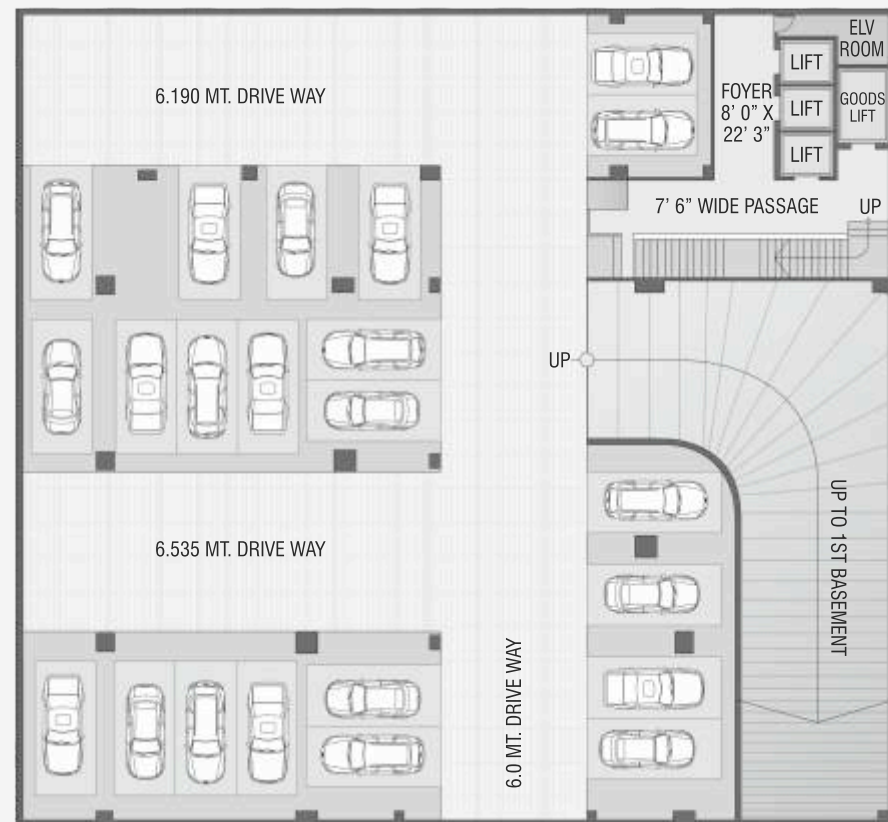 ELV
ROOM
LIFT
6.190 MT. DRIVE WAY
FOYER
8' 0" X
22' 3"
LIFT
GOODS
LIFT
LIFT
7' 6" WIDE PASSAGE
UP
UP
UP TO 1ST BASEMENT
6.535 MT. DRIVE WAY
6.0 MT. DRIVE WAY